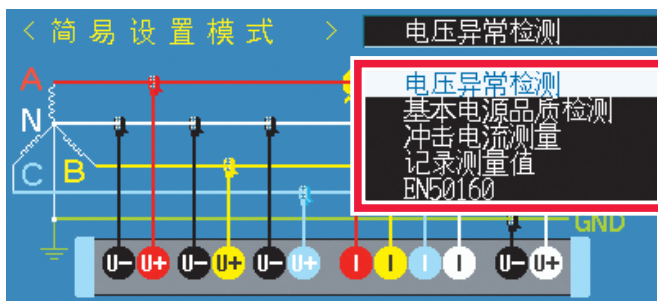 < 简易设置模式 >
电压异常检测
电压异常检测
基本电源品质检测
冲击电流测量
记录测量值
EN50160
A
N
C B
GND
U- U+ U- U+ U- U+ I I I I U- U+